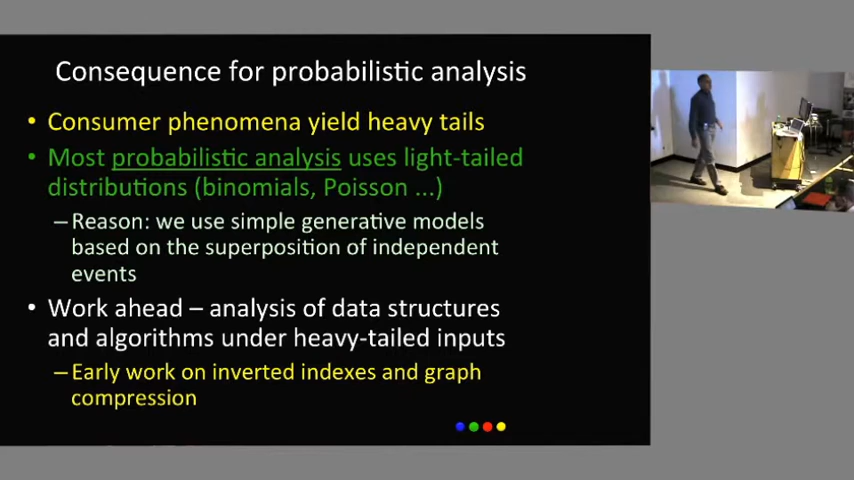 Consequence for probabilistic analysis
• Consumer phenomena yield heavy tails
• Most probabilistic analysis uses light-tailed
distributions (binomials, Poisson ...)
–Reason: we use simple generative models
based on the superposition of independent
events
• Work ahead – analysis of data structures
and algorithms under heavy-tailed inputs
–Early work on inverted indexes and graph
compression